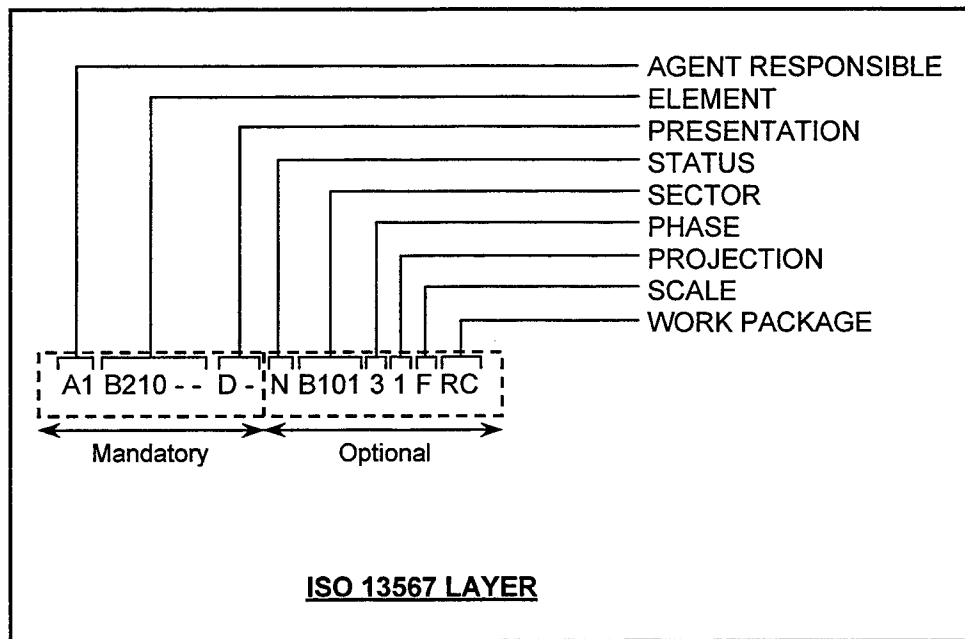 AGENT RESPONSIBLE
ELEMENT
PRESENTATION
STATUS
SECTOR
PHASE
PROJECTION
SCALE
WORK PACKAGE
A1 B210 - - D - N B101 3 1 F RC
Mandatory Optional
ISO 13567 LAYER